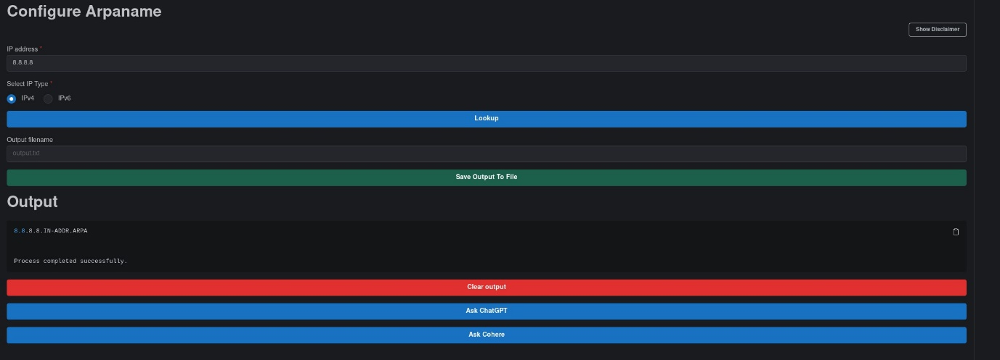 Configure Arpaname
Show Disclaimer
IP address *
8.8.8.8
Select IP Type *
IPv4 IPv6
Lookup
Output filename
output.txt
Save Output To File
Output
8.8.8.8.IN-ADDR.ARPA
Process completed successfully.
Clear output
Ask ChatGPT
Ask Cohere